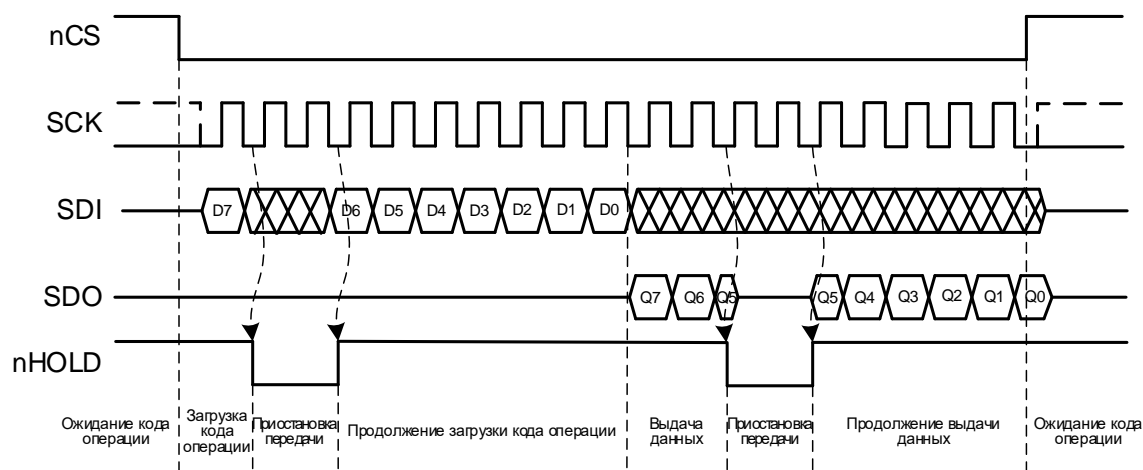 nCS
SCK
SDI
D7
D6
D5
D4
D3
D2
D1
D0
SDO
Q7
Q6
Q5
Q5
Q4
Q3
Q2
Q1
Q0
nHOLD
Ожидание кода
операции
Загрузка
кода
операции
Приостановка
передачи
Продолжение загрузки кода операции
Выдача
данных
Приостановка
передачи
Продолжение выдачи
данных
Ожидание кода
операции